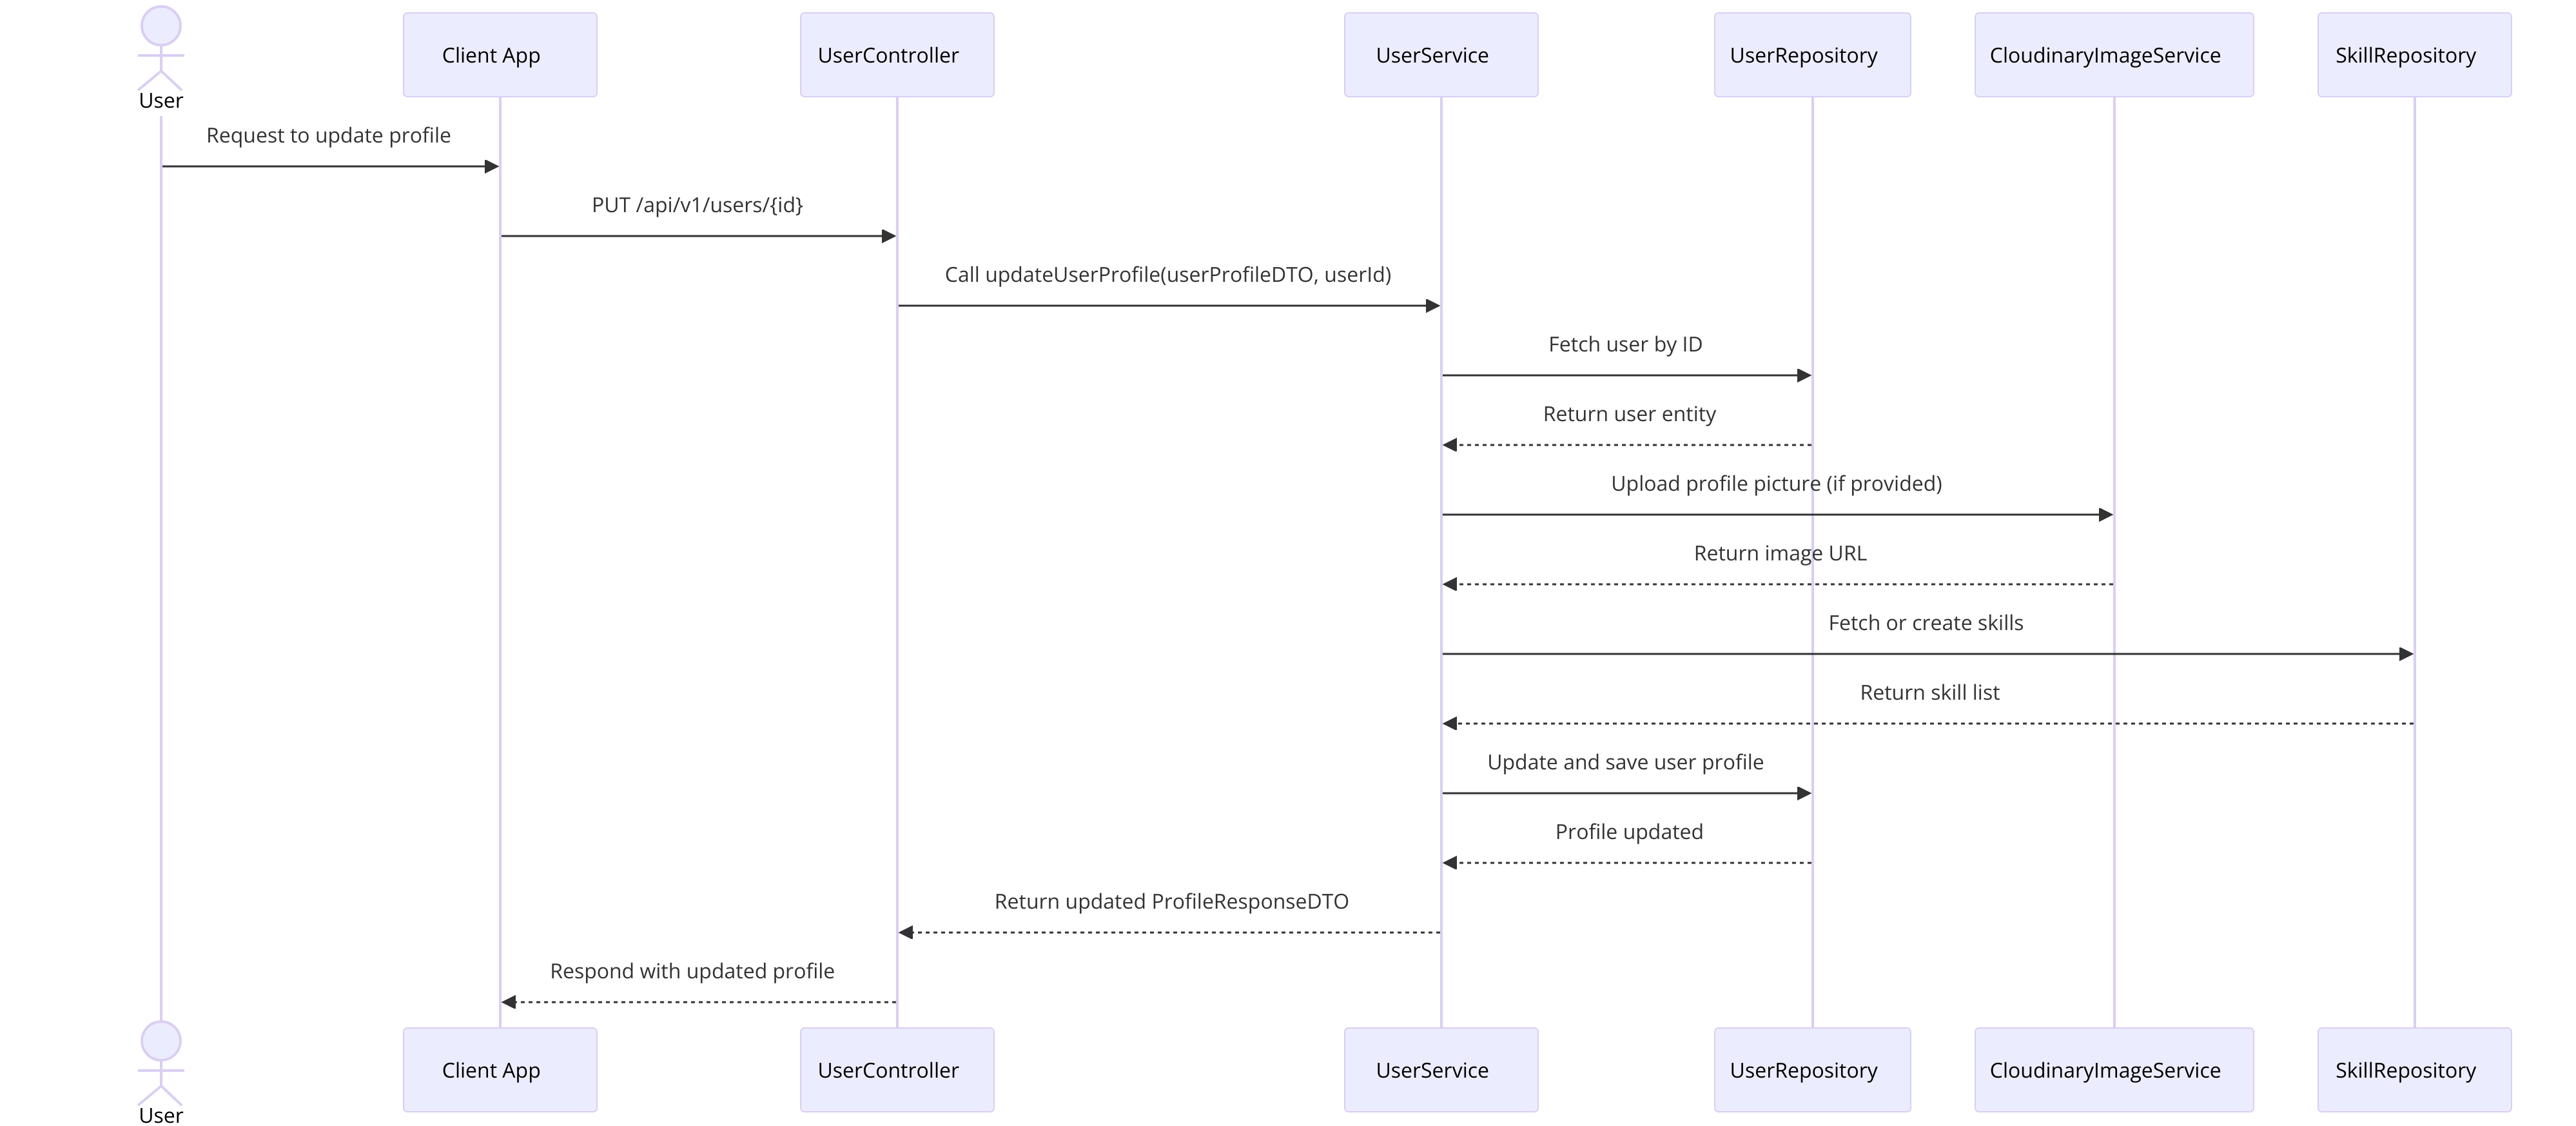 User
Client App
UserController
UserService
UserRepository
CloudinaryImageService
SkillRepository
Request to update profile
PUT /api/v1/users/{id}
Call updateUserProfile(userProfileDTO, userId)
Fetch user by ID
Return user entity
Upload profile picture (if provided)
Return image URL
Fetch or create skills
Return skill list
Update and save user profile
Profile updated
Return updated ProfileResponseDTO
Respond with updated profile
User
Client App
UserController
UserService
UserRepository
CloudinaryImageService
SkillRepository